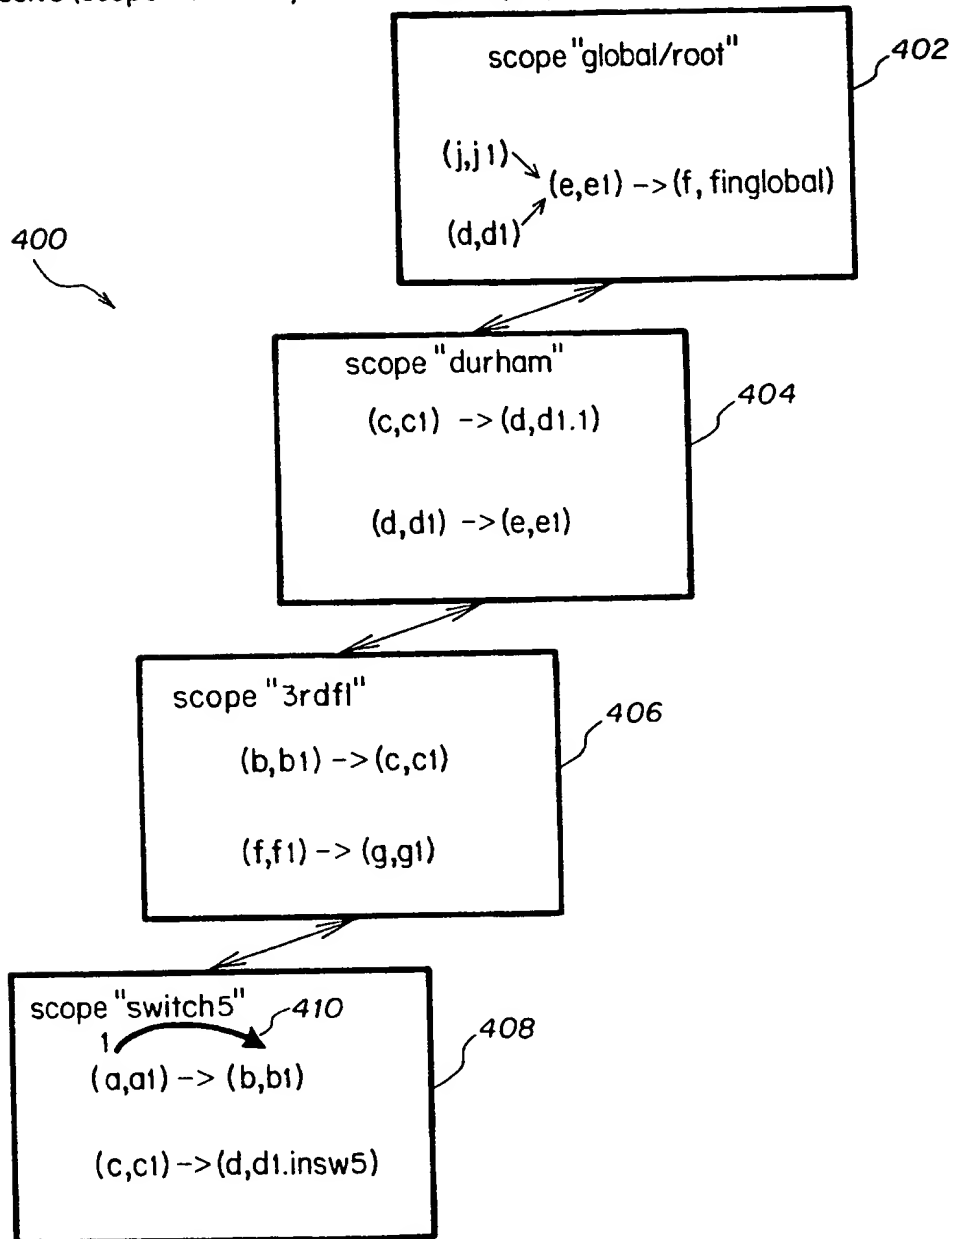 scope "global/root"
402
(j,j1)
(e,e1) -> (f, finglobal)
(d,d1)
400
scope "durham"
404
(c,c1) -> (d,d1.1)
(d,d1) -> (e,e1)
scope "3rdfl"
406
(b,b1) -> (c,c1)
(f,f1) -> (g,g1)
scope "switch5"
410
408
1
(a,a1) -> (b,b1)
(c,c1) -> (d,d1.insw5)